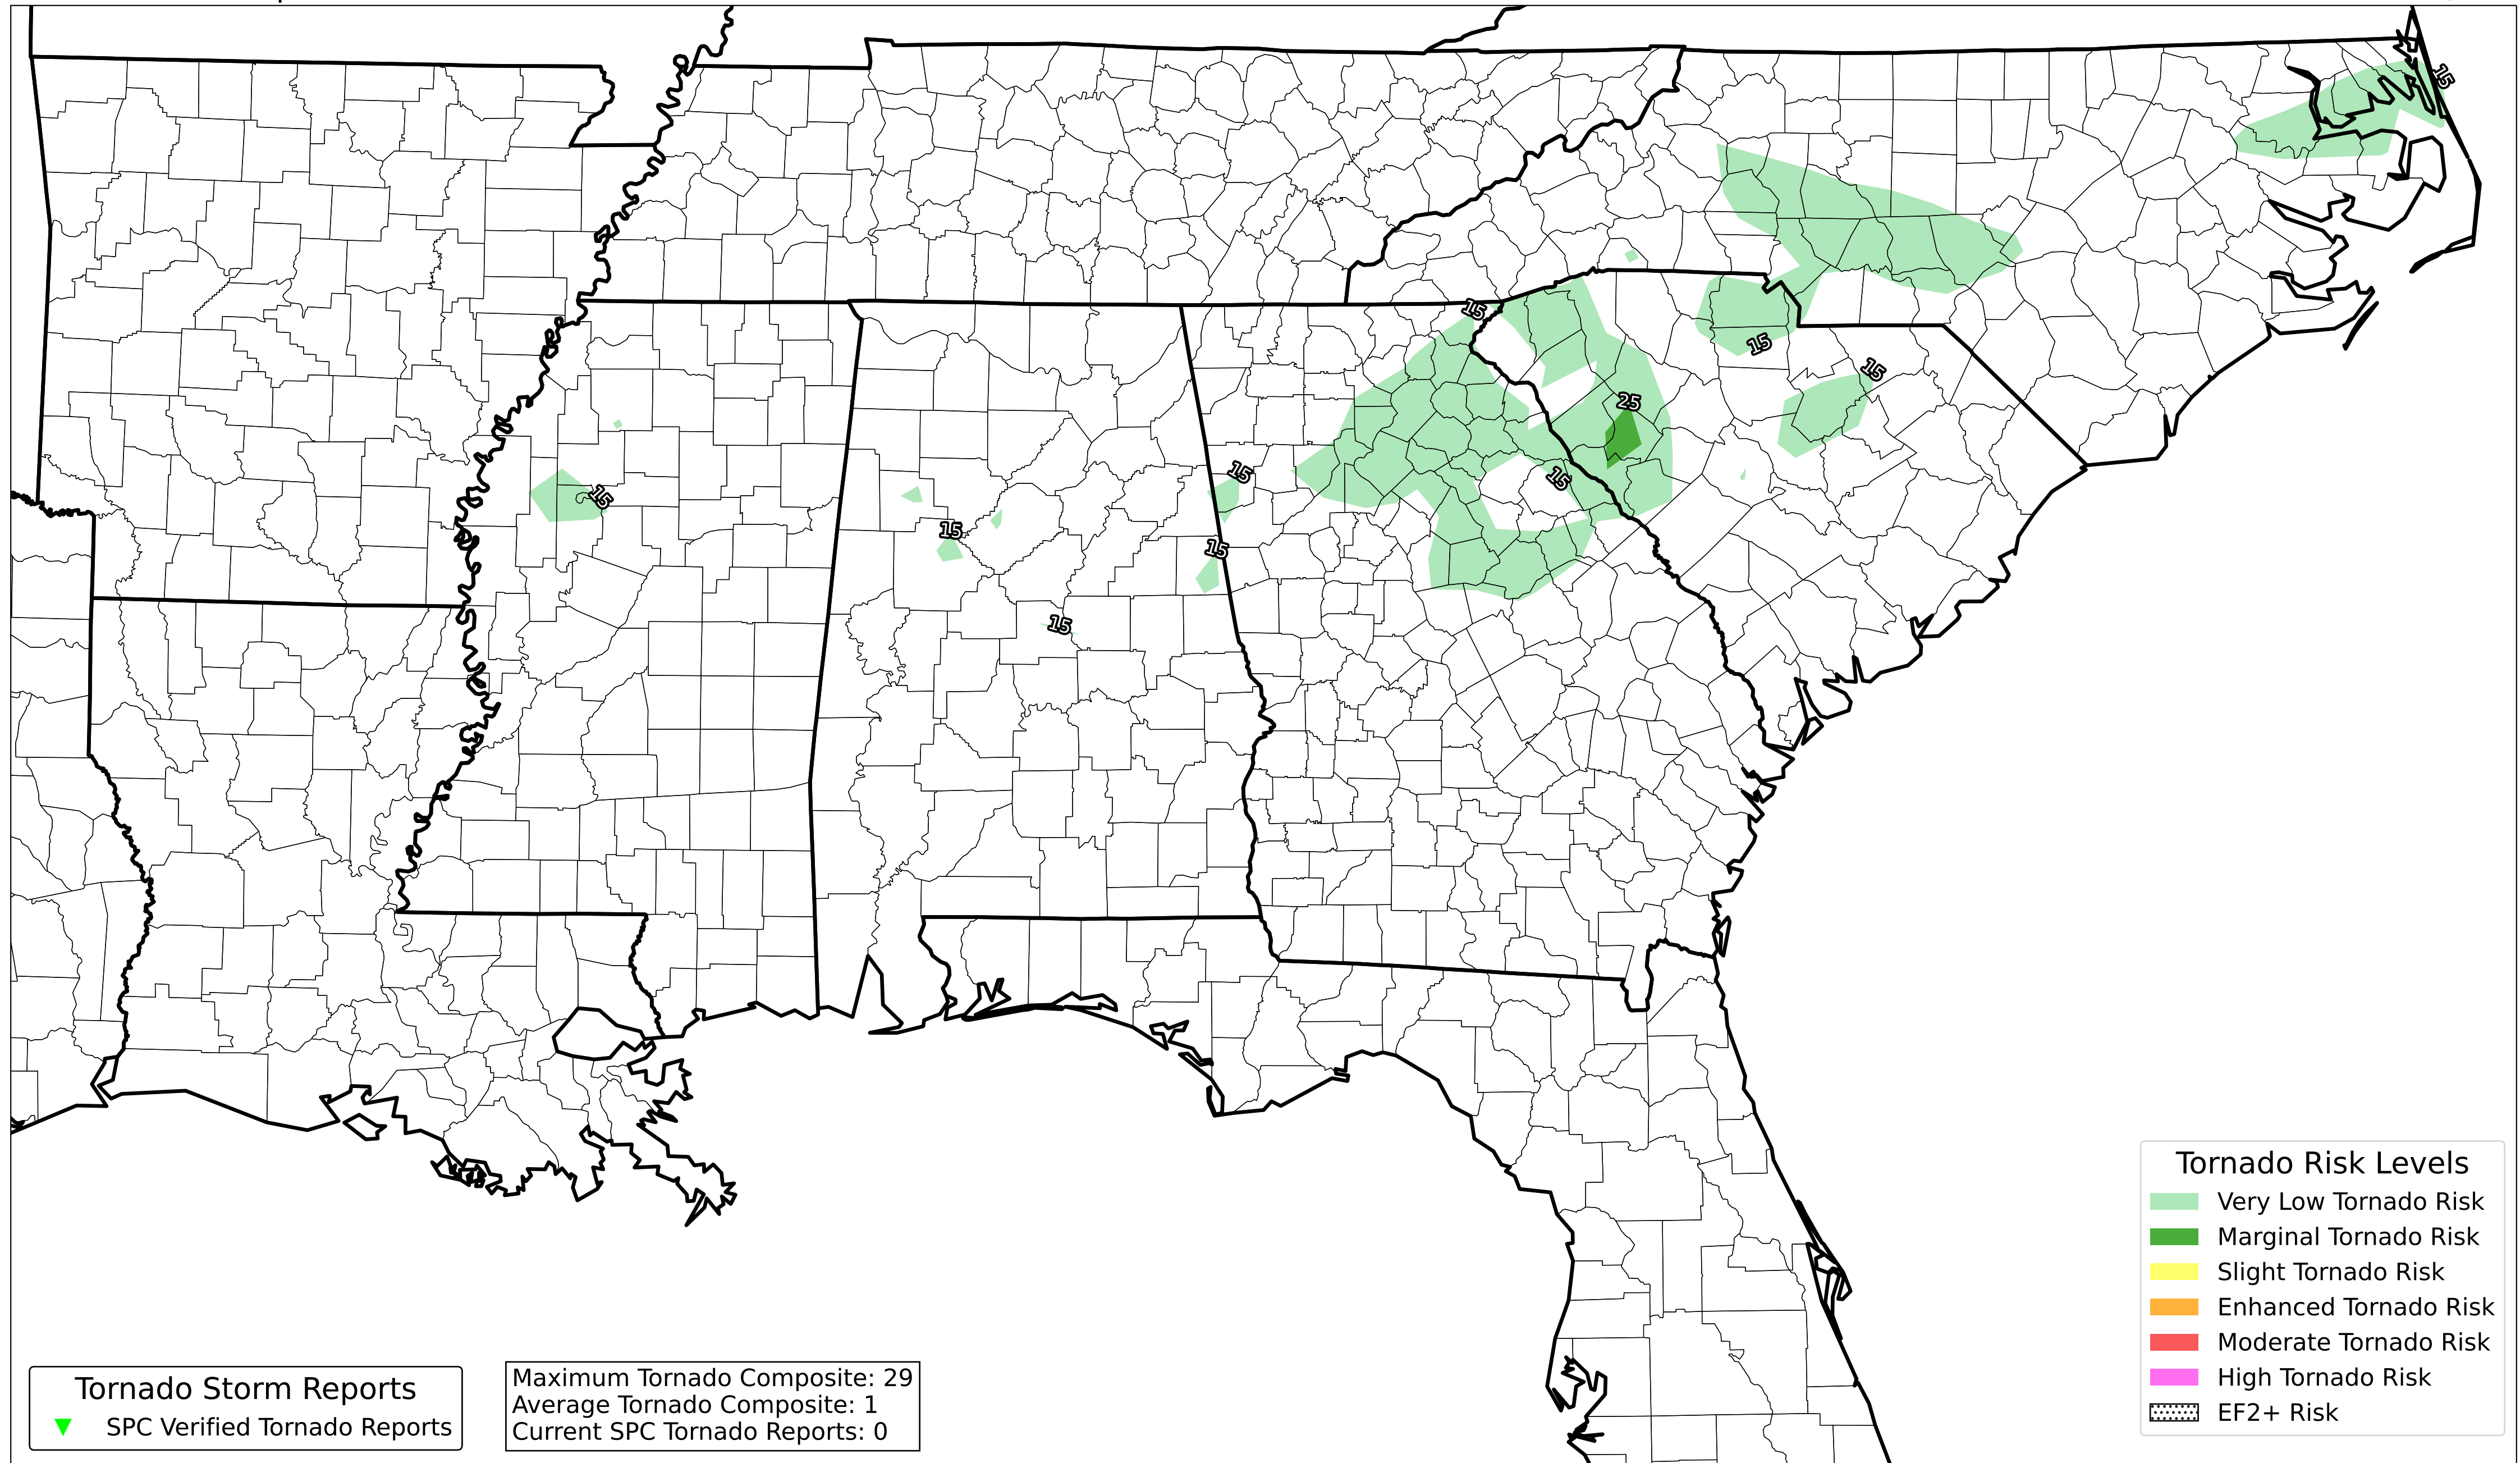 15
15
15
15
25
15
15
15
15
15
15
15
Tornado Risk Levels
Very Low Tornado Risk
Marginal Tornado Risk
Slight Tornado Risk
Enhanced Tornado Risk
Moderate Tornado Risk
High Tornado Risk
EF2+ Risk
Tornado Storm Reports
SPC Verified Tornado Reports
Maximum Tornado Composite: 29
Average Tornado Composite: 1
Current SPC Tornado Reports: 0